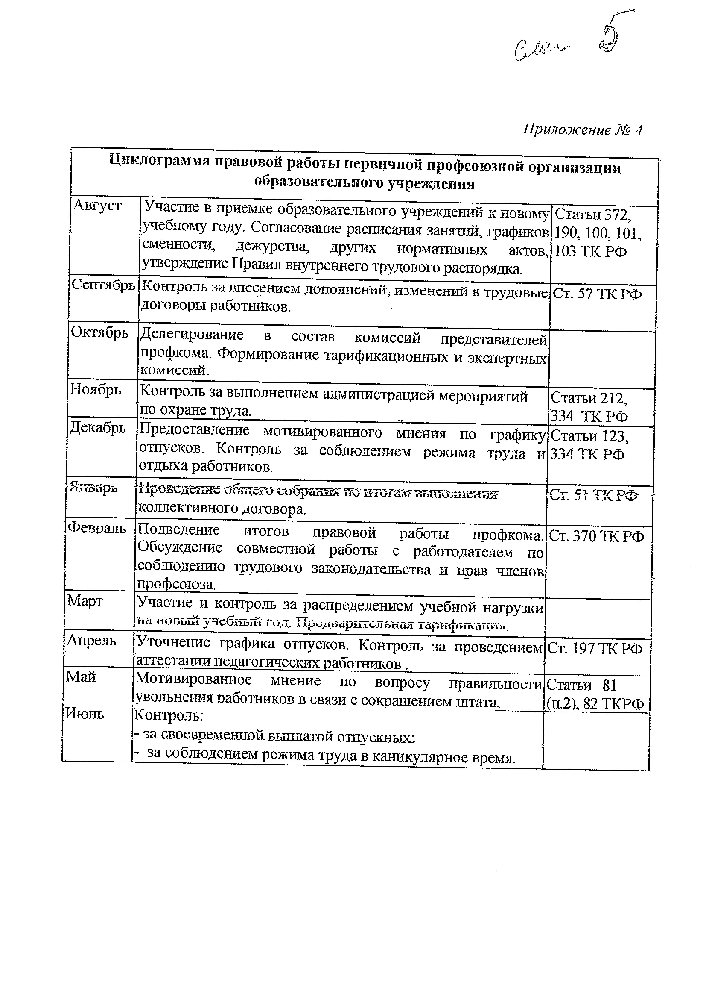 5
Приложение № 4
Циклограмма правовой работы первичной профсоюзной организации
образовательного учреждения
Август
Участие в приемке образовательного учреждений к новому
учебному году. Согласование расписания занятий, графиков
сменности, дежурства, других нормативных актов,
утверждение Правил внутреннего трудового распорядка.
Статьи 372,
190, 100, 101,
103 ТК РФ
Сентябрь
Контроль за внесением дополнений, изменений в трудовые
договоры работников.
Ст. 57 ТК РФ
Октябрь
Делегирование в состав комиссий представителей
профкома. Формирование тарификационных и экспертных
комиссий.
Ноябрь
Контроль за выполнением администрацией мероприятий
по охране труда.
Статьи 212,
334 ТК РФ
Декабрь
Предоставление мотивированного мнения по графику
отпусков. Контроль за соблюдением режима труда и
отдыха работников.
Статьи 123,
334 ТК РФ
Январь
Проведение общего собрания по итогам выполнения
коллективного договора.
Ст. 51 ТК РФ
Февраль
Подведение итогов правовой работы профкома.
Обсуждение совместной работы с работодателем по
соблюдению трудового законодательства и прав членов
профсоюза.
Ст. 370 ТК РФ
Март
Участие и контроль за распределением учебной нагрузки
на новый учебный год. Предварительная тарификация.
Апрель
Уточнение графика отпусков. Контроль за проведением
аттестации педагогических работников .
Ст. 197 ТК РФ
Май
Мотивированное мнение по вопросу правильности
увольнения работников в связи с сокращением штата.
Статьи 81
(п.2), 82 ТКРФ
Июнь
Контроль:
- за своевременной выплатой отпускных;
- за соблюдением режима труда в каникулярное время.